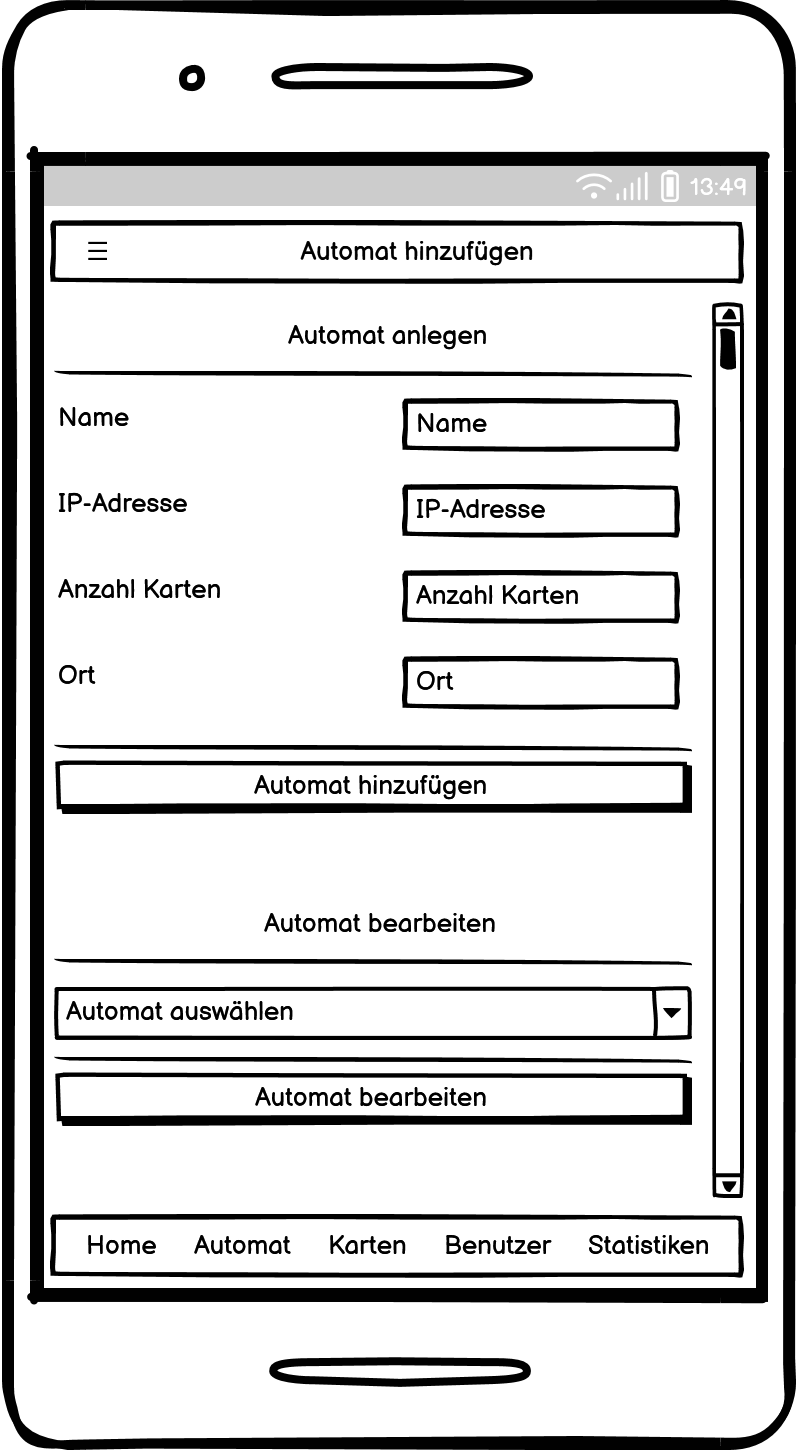 13:49
☰ Automat hinzufügen
Automat anlegen
Name Name
IP-Adresse IP-Adresse
Anzahl Karten Anzahl Karten
Ort Ort
Automat hinzufügen
Automat bearbeiten
Automat auswählen
Automat bearbeiten
Home Automat Karten Benutzer Statistiken